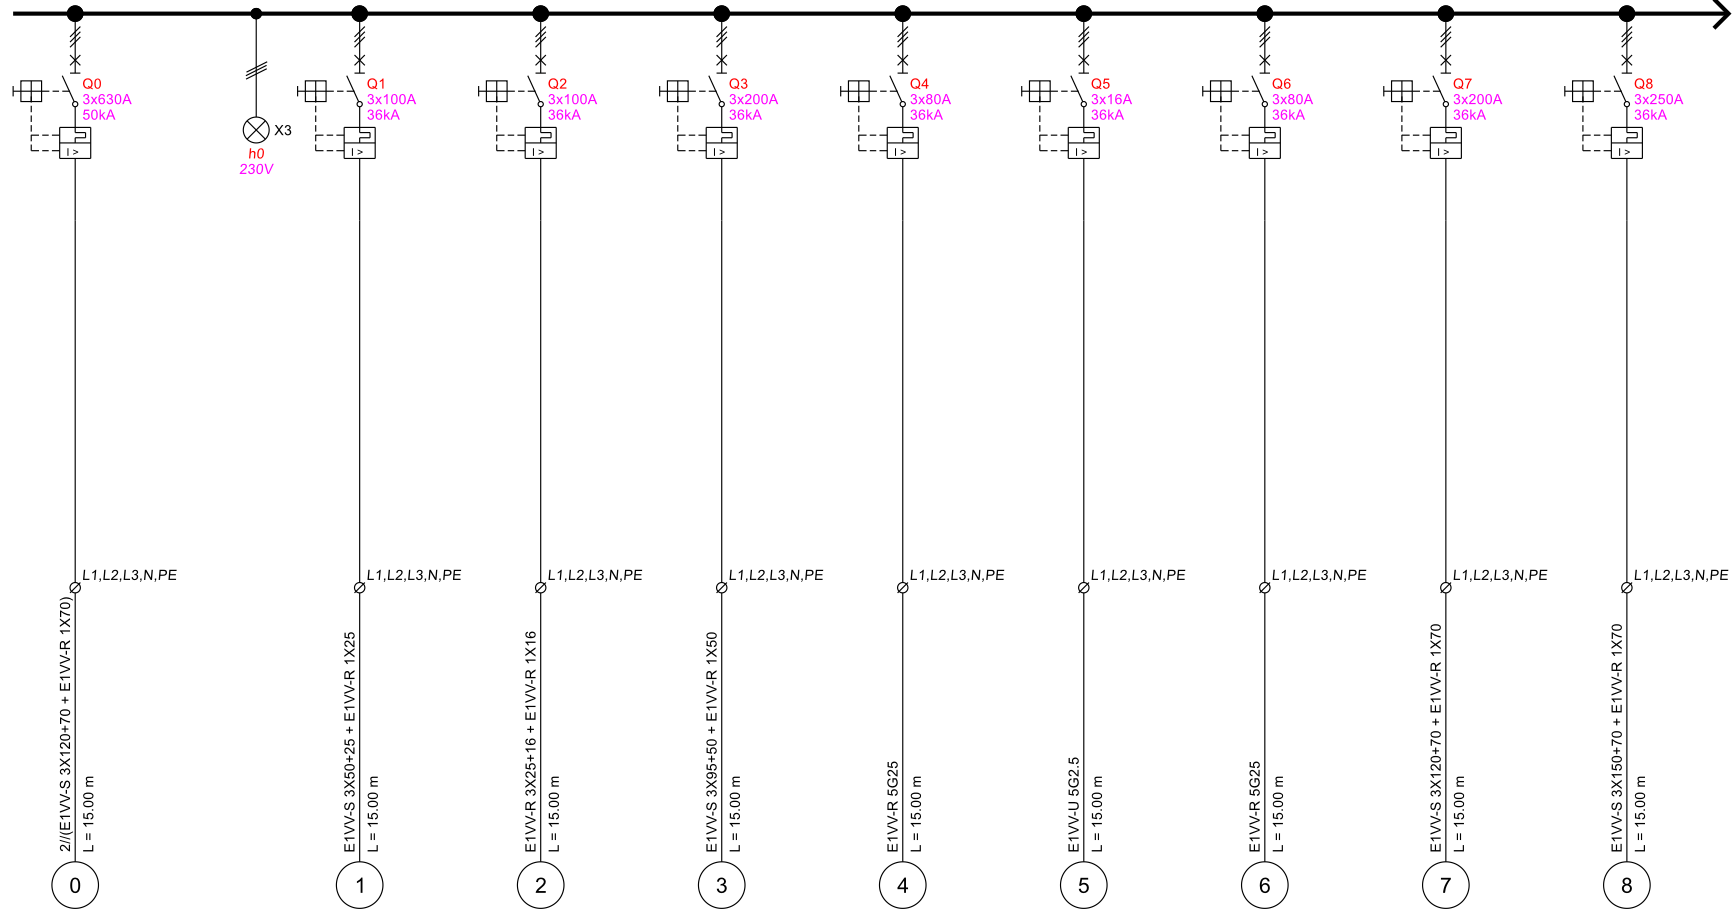 Q0
3x630A
50kA
I >
X3
h0
230V
Q1
3x100A
36kA
I >
Q2
3x100A
36kA
I >
Q3
3x200A
36kA
I >
Q4
3x80A
36kA
I >
Q5
3x16A
36kA
I >
Q6
3x80A
36kA
I >
Q7
3x200A
36kA
I >
Q8
3x250A
36kA
I >
L1,L2,L3,N,PE
L1,L2,L3,N,PE
L1,L2,L3,N,PE
L1,L2,L3,N,PE
L1,L2,L3,N,PE
L1,L2,L3,N,PE
L1,L2,L3,N,PE
L1,L2,L3,N,PE
L1,L2,L3,N,PE
2//(E1VV-S 3X120+70 + E1VV-R 1X70)
L = 15.00 m
E1VV-S 3X50+25 + E1VV-R 1X25
L = 15.00 m
E1VV-R 3X25+16 + E1VV-R 1X16
L = 15.00 m
E1VV-S 3X95+50 + E1VV-R 1X50
L = 15.00 m
E1VV-R 5G25
L = 15.00 m
E1VV-U 5G2.5
L = 15.00 m
E1VV-R 5G25
L = 15.00 m
E1VV-S 3X120+70 + E1VV-R 1X70
L = 15.00 m
E1VV-S 3X150+70 + E1VV-R 1X70
L = 15.00 m
0
1
2
3
4
5
6
7
8